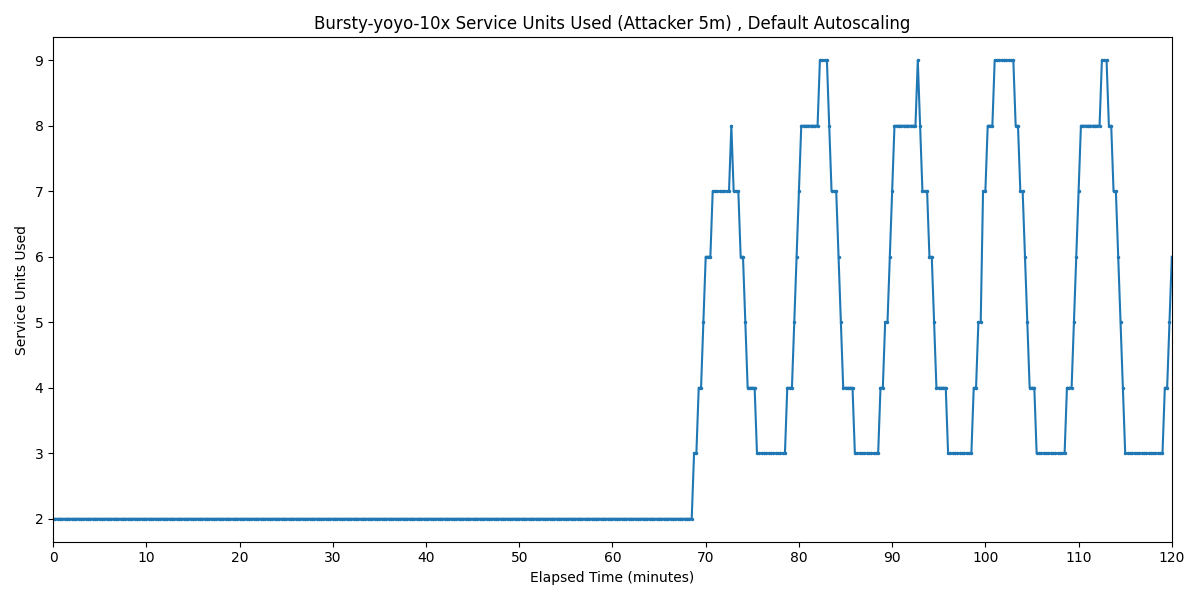 Bursty-yoyo-10x Service Units Used (Attacker 5m) , Default Autoscaling
Service Units Used
9
8
7
6
5
4
3
2
0 10 20 30 40 50 60 70 80 90 100 110 120
Elapsed Time (minutes)